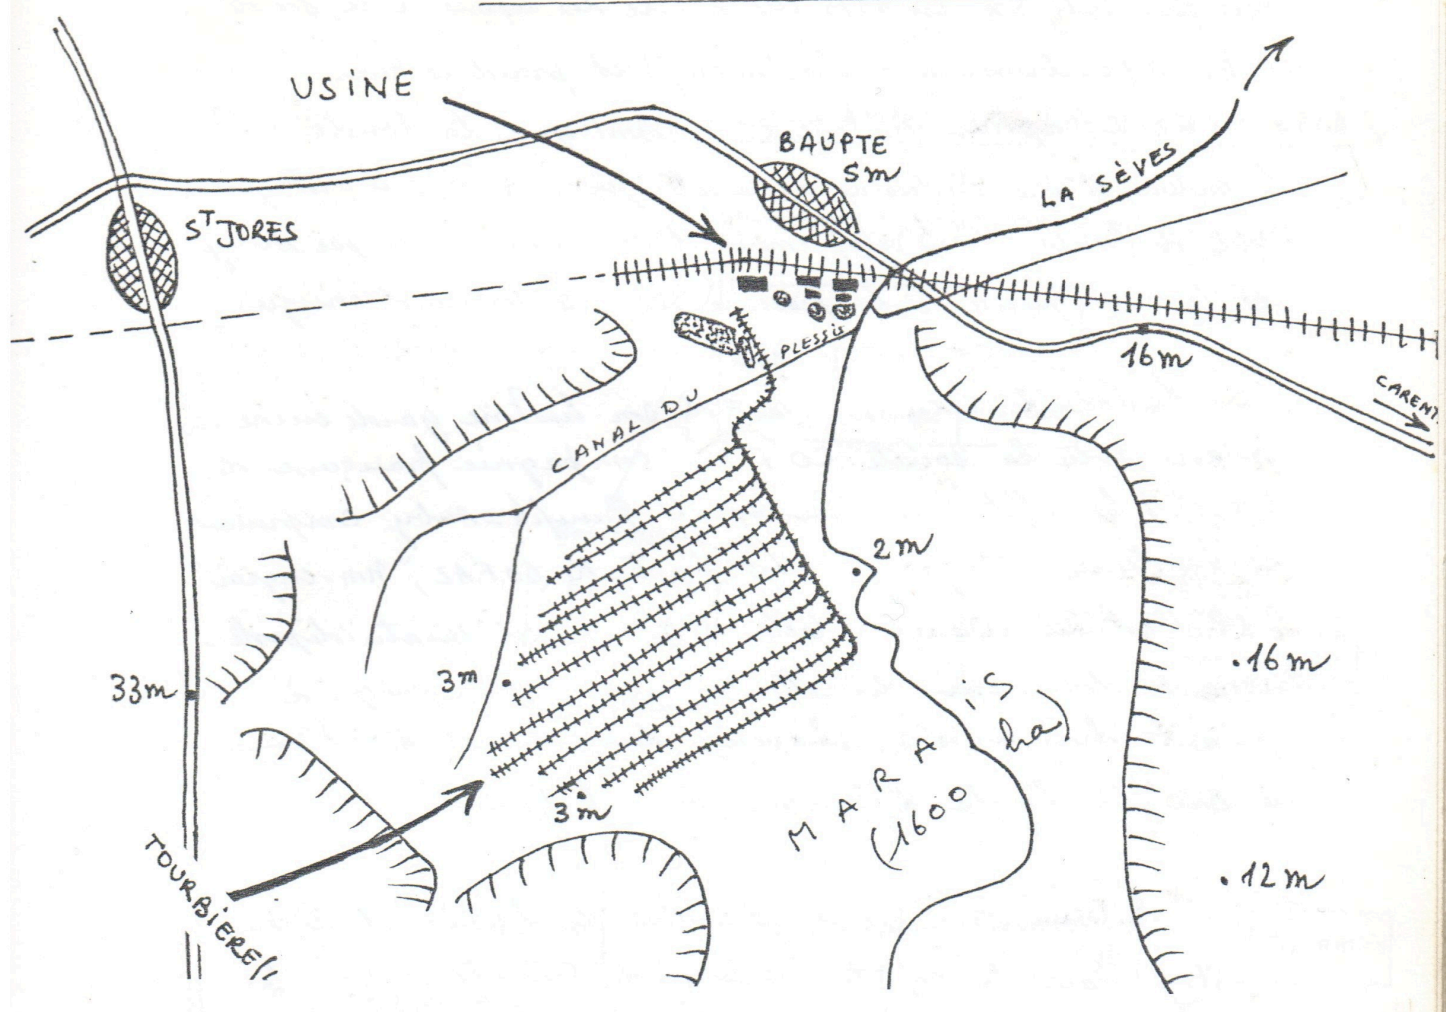 USINE
BAUPTE
5m
LA SÈVES
ST JORES
PLESSIS
16m
CARENT.
CANAL DU
2m
3m
33m
.16m
MARAIS
(1600 ha)
3m
TOURBIERE
.12m